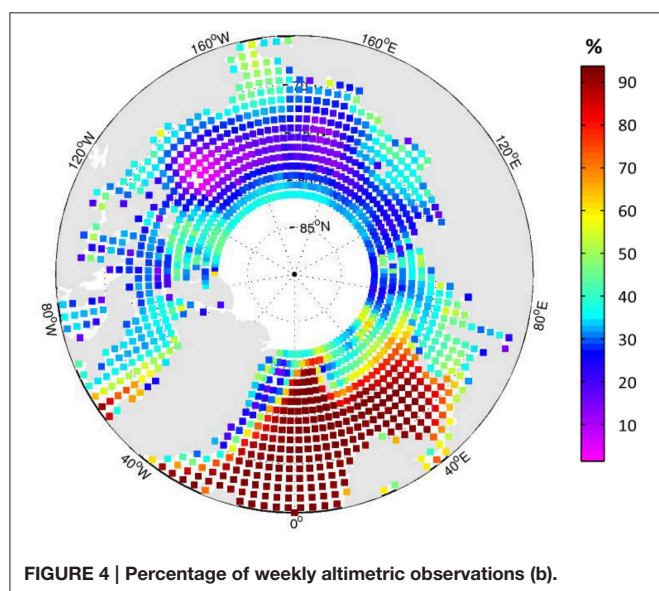 160°W
160°E
%
120°W
120°E
90
80
85°N
70
60
50
80°W
80°E
40
30
20
10
40°W
40°E
0°
FIGURE 4 | Percentage of weekly altimetric observations (b).